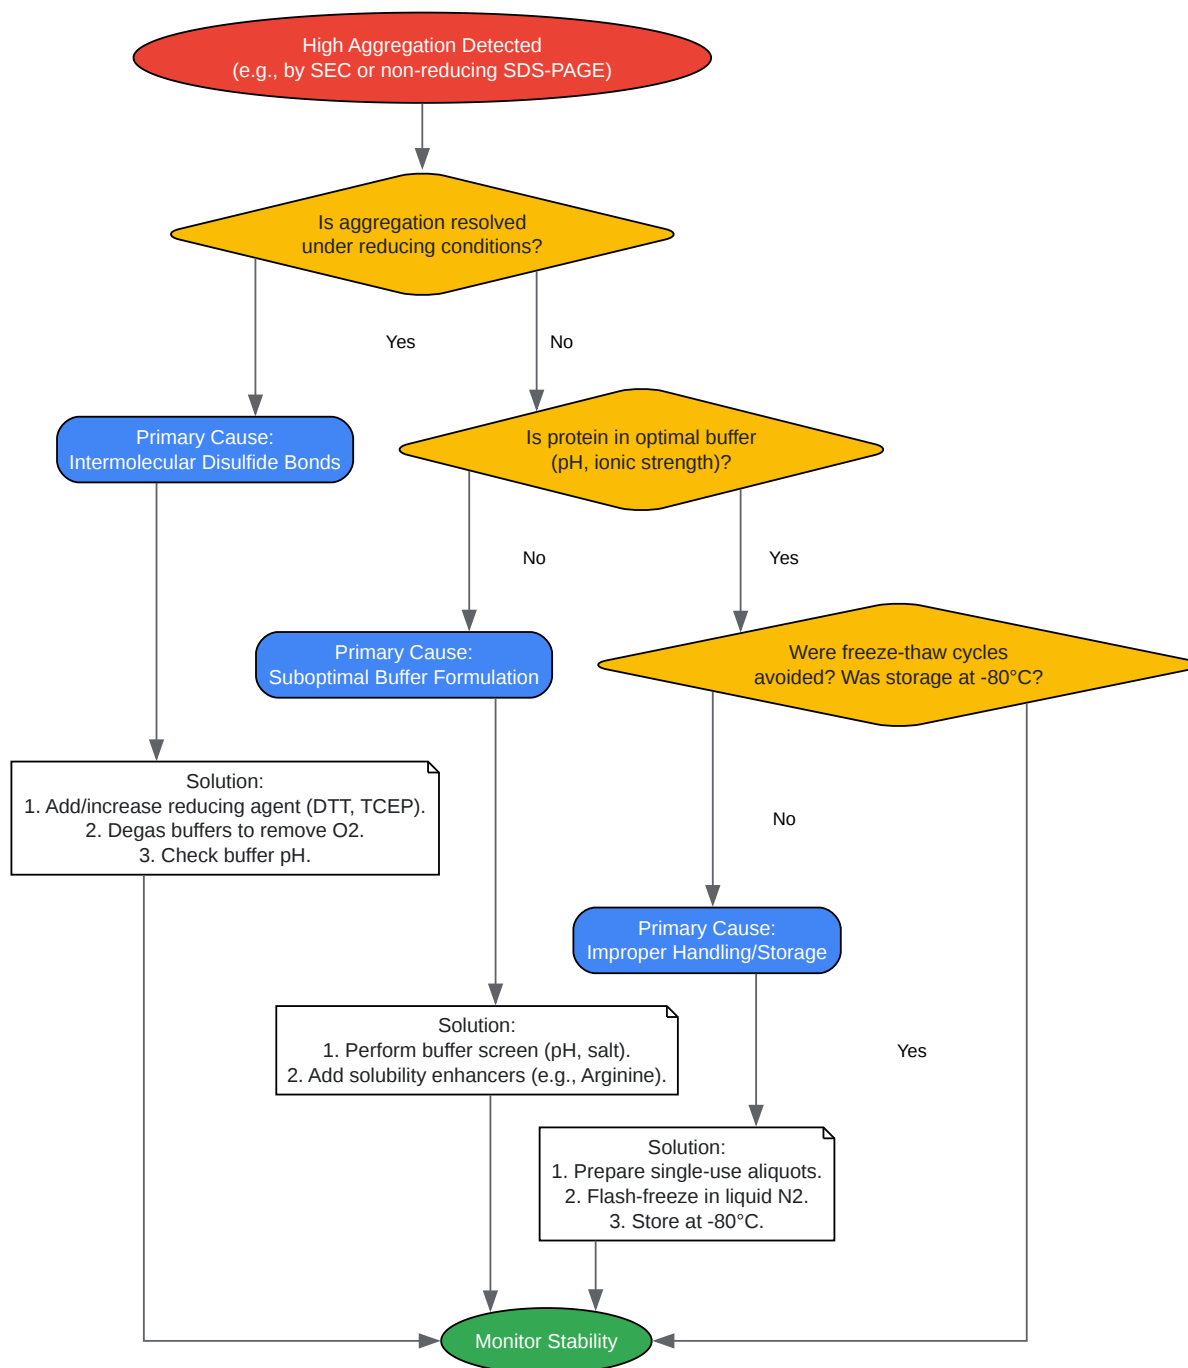 High Aggregation Detected
(e.g., by SEC or non-reducing SDS-PAGE)
Is aggregation resolved
under reducing conditions?
Yes
No
Primary Cause:
Intermolecular Disulfide Bonds
Is protein in optimal buffer
(pH, ionic strength)?
No
Yes
Primary Cause:
Suboptimal Buffer Formulation
Were freeze-thaw cycles
avoided? Was storage at -80°C?
Solution:
1. Add/increase reducing agent (DTT, TCEP).
2. Degas buffers to remove O2.
3. Check buffer pH.
No
Primary Cause:
Improper Handling/Storage
Solution:
1. Perform buffer screen (pH, salt).
2. Add solubility enhancers (e.g., Arginine).
Yes
Solution:
1. Prepare single-use aliquots.
2. Flash-freeze in liquid N2.
3. Store at -80°C.
Monitor Stability